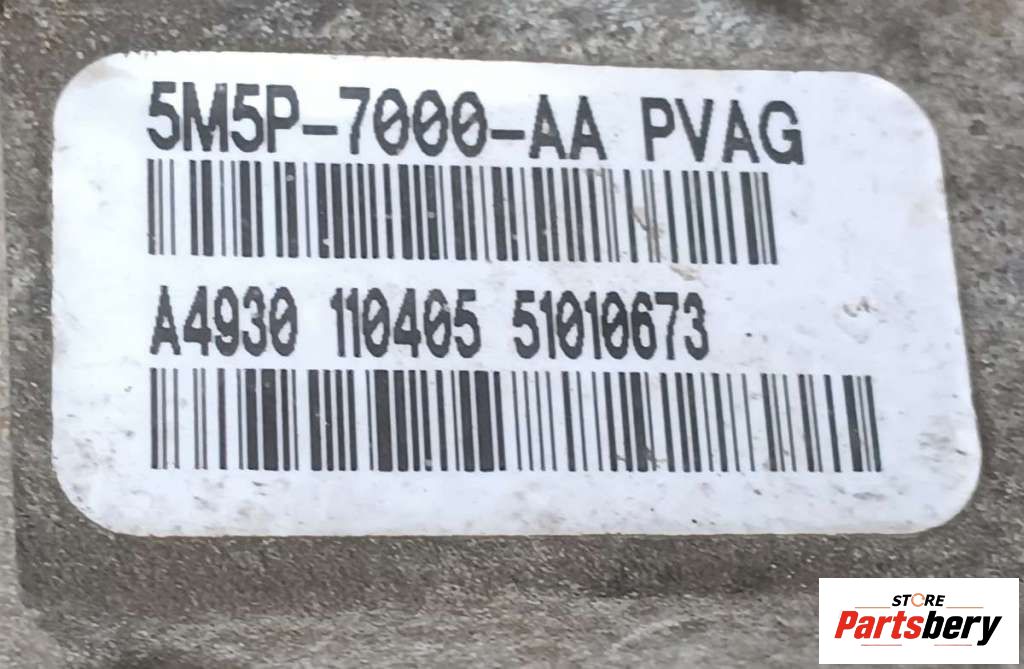 5M5P-7000-AA PVAG
A4930 110405 51010673
STORE
Partsbery